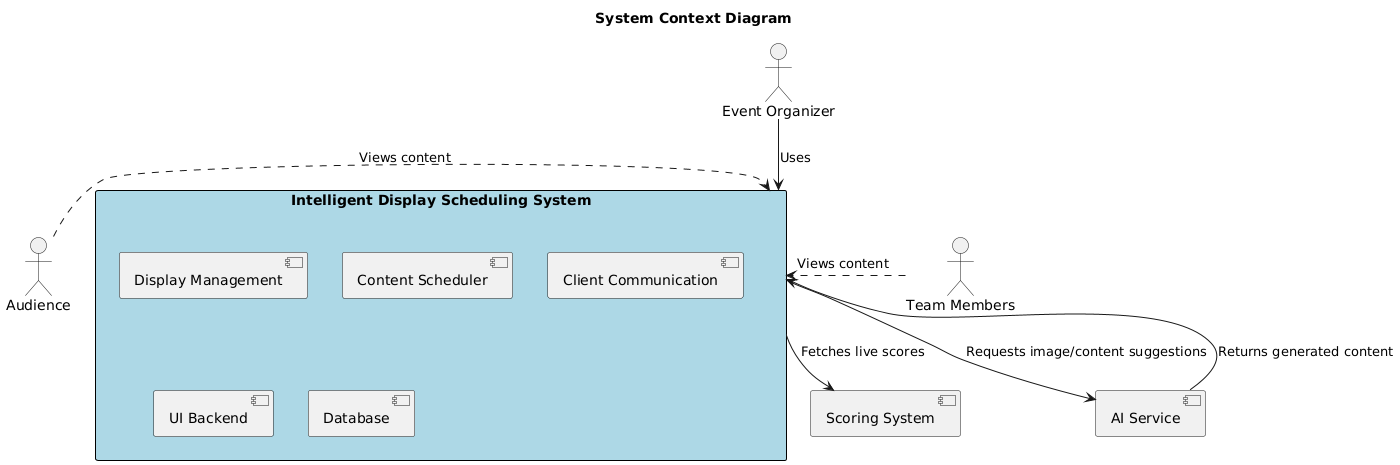 System Context Diagram
Event Organizer
Views content
Uses
Intelligent Display Scheduling System
Audience
Display Management
Content Scheduler
Client Communication
Views content
Team Members
Fetches live scores
Requests image/content suggestions
Returns generated content
UI Backend
Database
Scoring System
AI Service